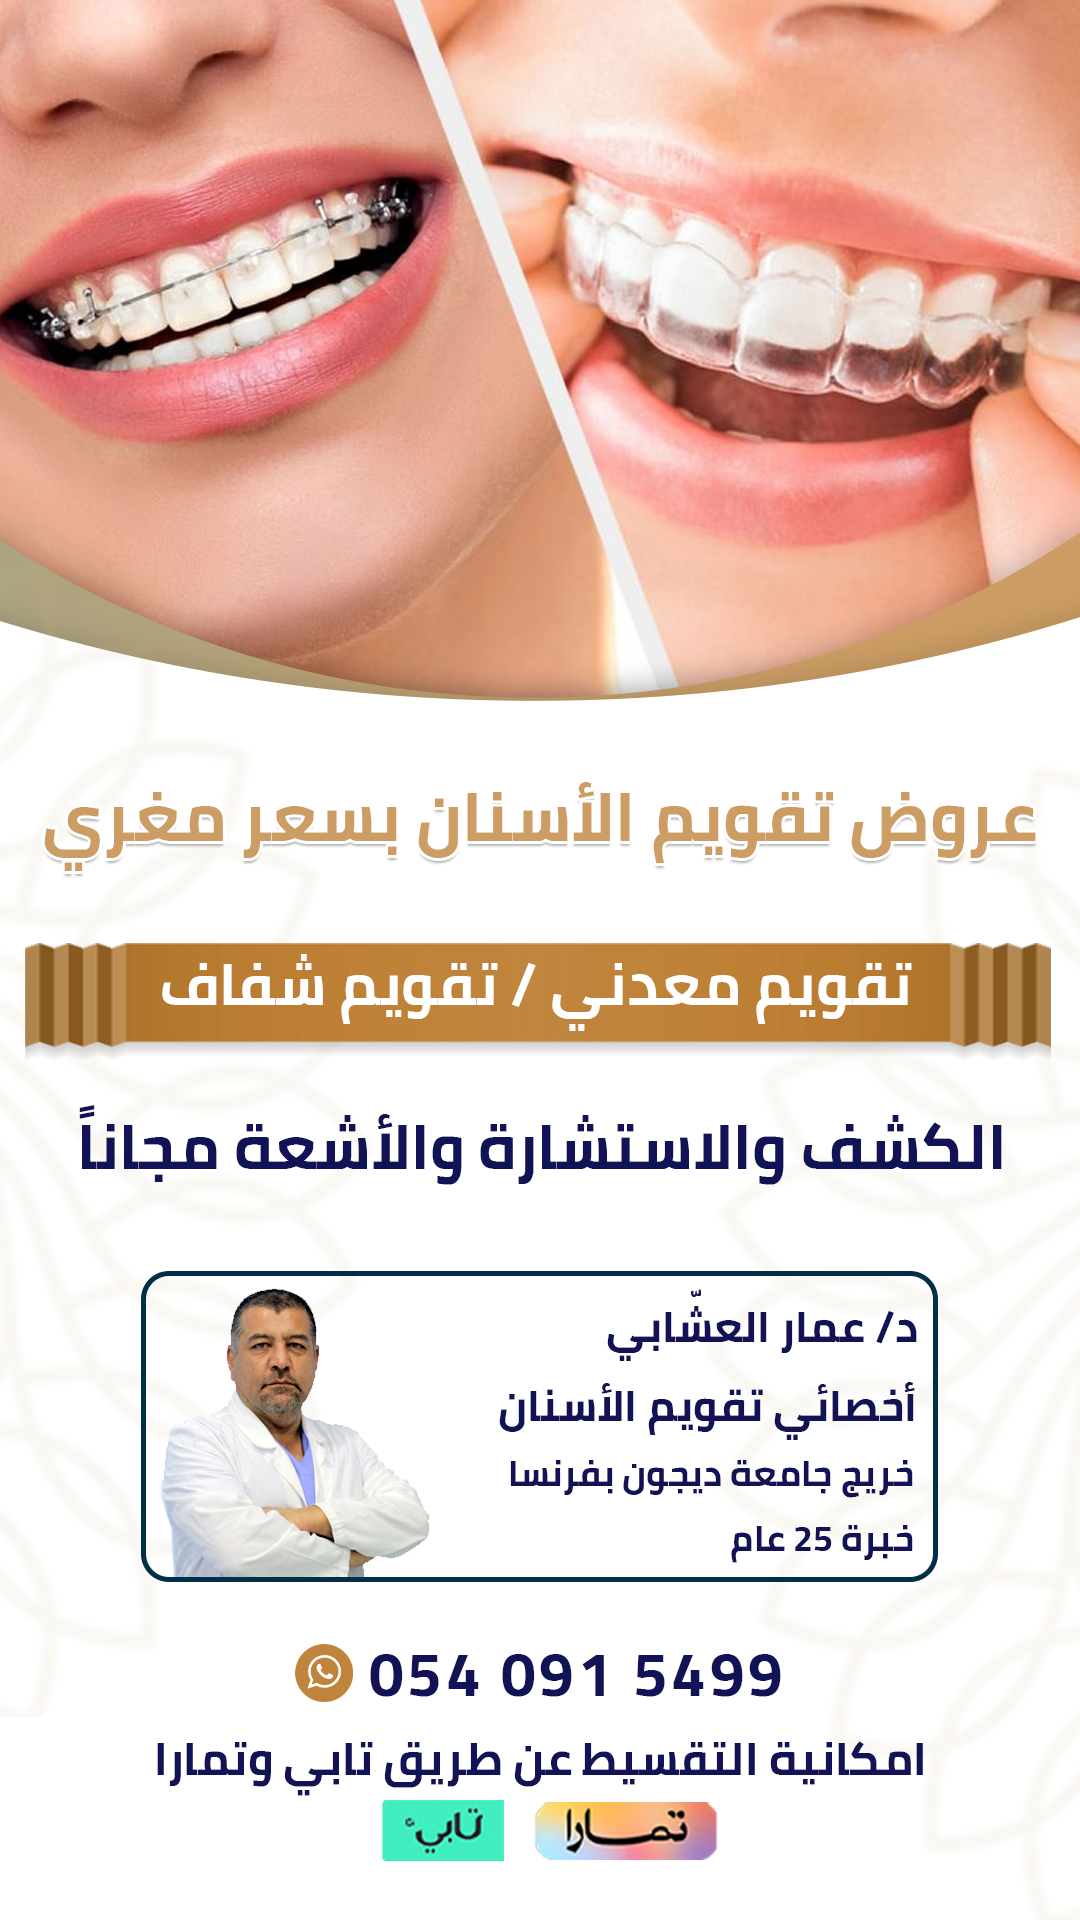 عروض تقويم الأسنان بسعر مغري
تقويم معدني / تقويم شفاف
الكشف والاستشارة والأشعة مجاناً
د/ عمار العشّابي
أخصائي تقويم الأسنان
خريج جامعة ديجون بفرنسا
خبرة 25 عام
054 091 5499
امكانية التقسيط عن طريق تابي وتمارا
تمارا
تابي